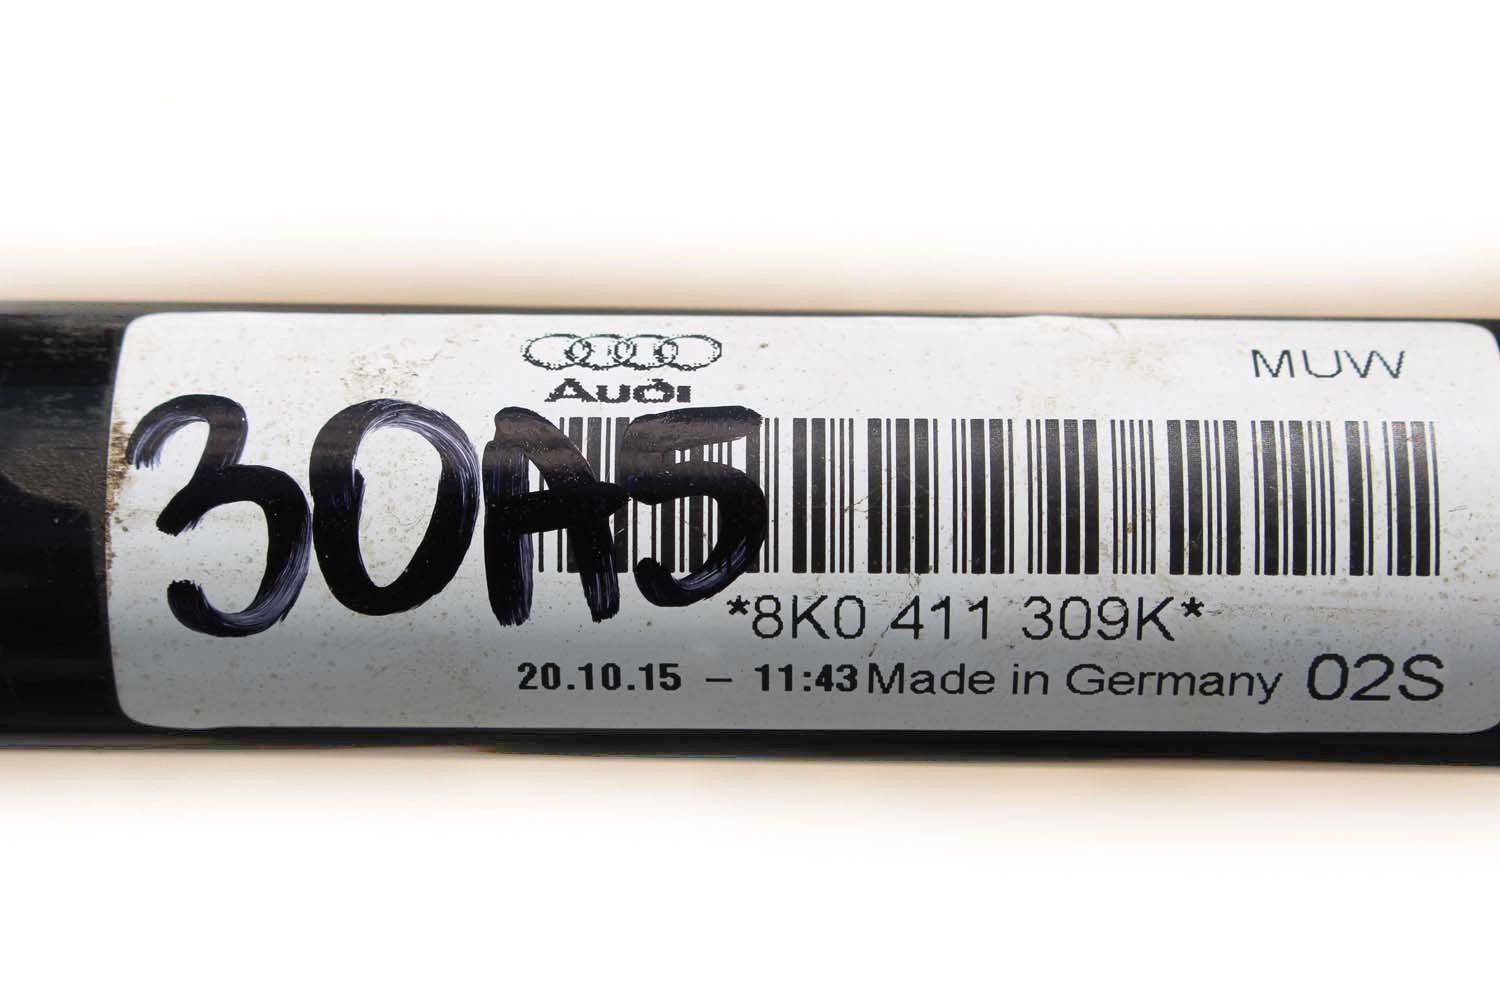 Audi
MUW
30A5
*8K0 411 309K*
20.10.15 – 11:43 Made in Germany 02S